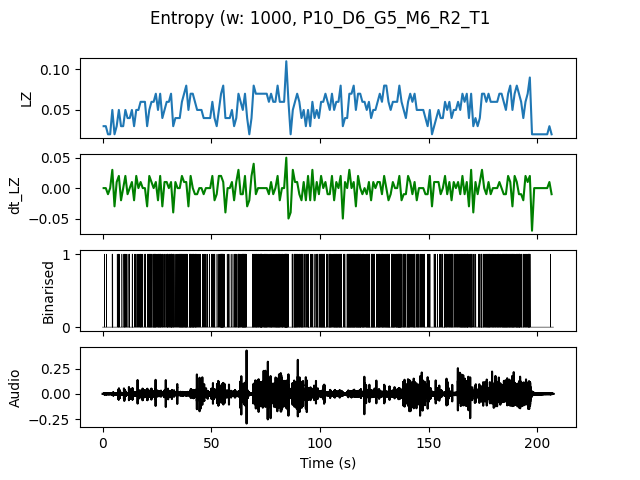 Entropy (w: 1000, P10_D6_G5_M6_R2_T1
LZ
0.10
0.05
dt_LZ
0.05
0.00
−0.05
Binarised
1
0
Audio
0.25
0.00
−0.25
0 50 100 150 200
Time (s)